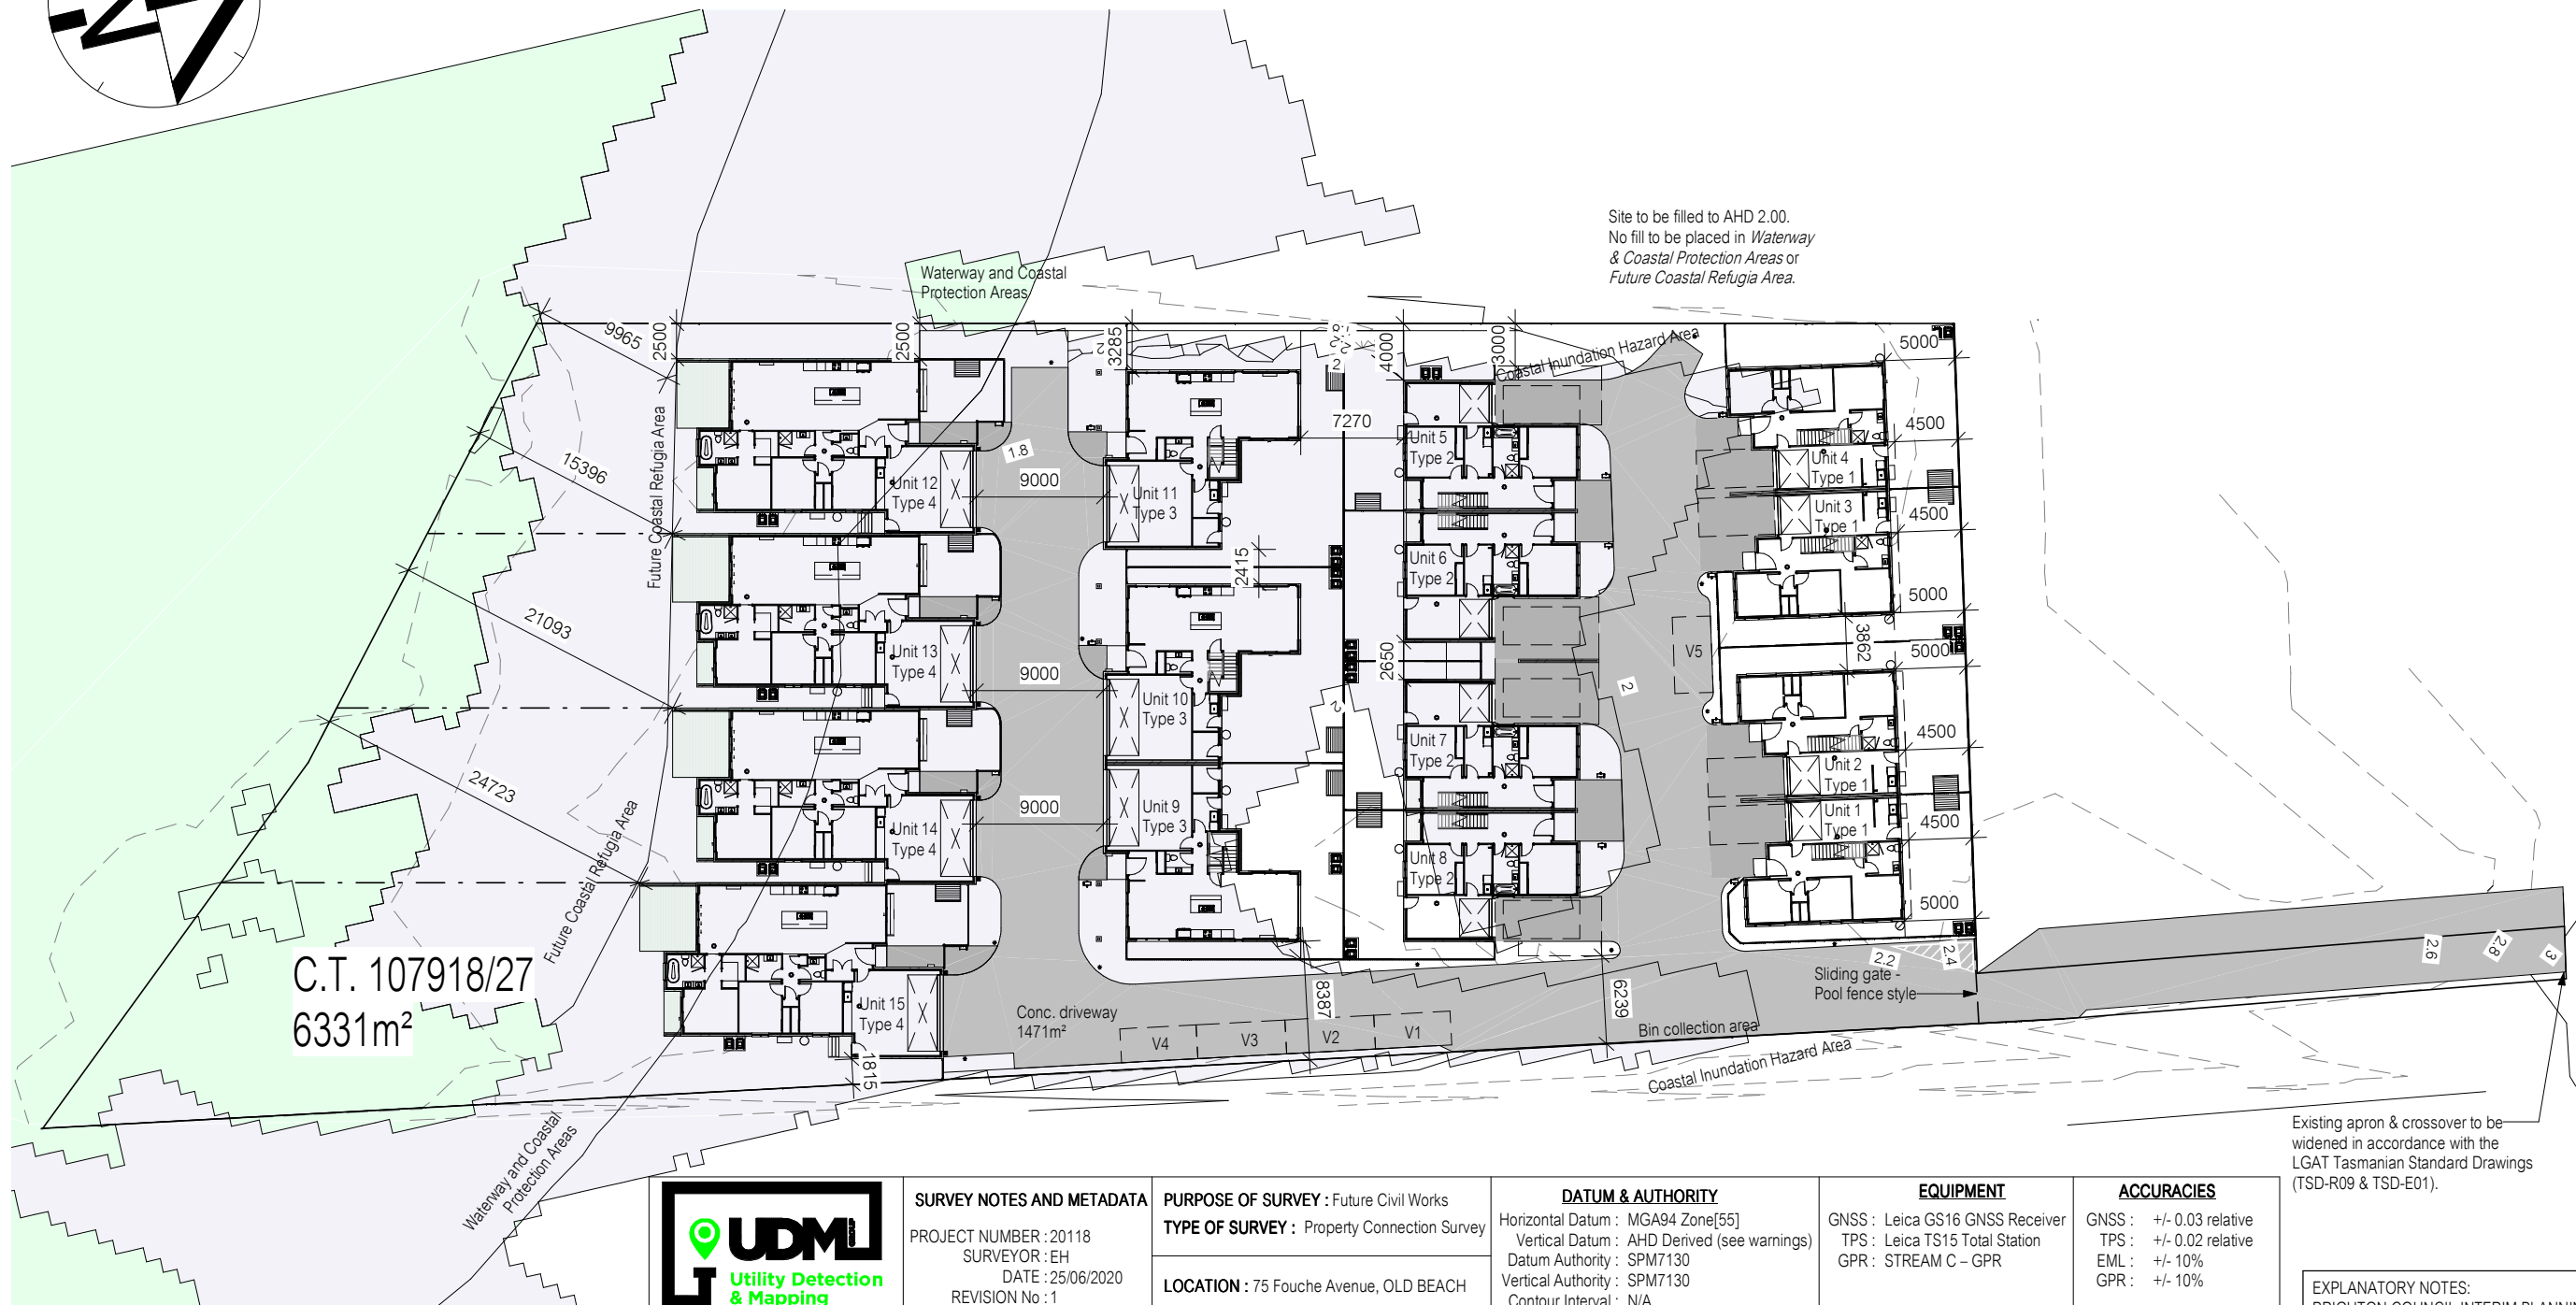 Site to be filled to AHD 2.00.
No fill to be placed in Waterway
& Coastal Protection Areas or
Future Coastal Refugia Area.
Waterway and Coastal
Protection Areas
9965
2500
2500
3285
2
2
4000
3000
Coastal Inundation Hazard Area
5000
4500
4500
5000
5000
4500
4500
5000
Future Coastal Refugia Area
15396
21093
24723
Future Coastal Refugia Area
1.8
9000
9000
9000
7270
2415
2650
3862
2
2
Unit 12
Type 4
Unit 13
Type 4
Unit 14
Type 4
Unit 15
Type 4
Unit 11
Type 3
Unit 10
Type 3
Unit 9
Type 3
Unit 5
Type 2
Unit 6
Type 2
Unit 7
Type 2
Unit 8
Type 2
Unit 4
Type 1
Unit 3
Type 1
Unit 2
Type 1
Unit 1
Type 1
V5
C.T. 107918/27
6331m²
1815
Conc. driveway
1471m²
V4
V3
V2
V1
8387
6239
Bin collection area
Coastal Inundation Hazard Area
Sliding gate -
Pool fence style
2.2
2.4
2.6
2.8
3
Waterway and Coastal
Protection Areas
Existing apron & crossover to be
widened in accordance with the
LGAT Tasmanian Standard Drawings
(TSD-R09 & TSD-E01).
UDM
Utility Detection
& Mapping
SURVEY NOTES AND METADATA
PROJECT NUMBER : 20118
SURVEYOR : EH
DATE : 25/06/2020
REVISION No : 1
PURPOSE OF SURVEY : Future Civil Works
TYPE OF SURVEY : Property Connection Survey
LOCATION : 75 Fouche Avenue, OLD BEACH
DATUM & AUTHORITY
Horizontal Datum : MGA94 Zone[55]
Vertical Datum : AHD Derived (see warnings)
Datum Authority : SPM7130
Vertical Authority : SPM7130
Contour Interval : N/A
EQUIPMENT
GNSS : Leica GS16 GNSS Receiver
TPS : Leica TS15 Total Station
GPR : STREAM C – GPR
ACCURACIES
GNSS : +/- 0.03 relative
TPS : +/- 0.02 relative
EML : +/- 10%
GPR : +/- 10%
EXPLANATORY NOTES:
BRIGHTON COUNCIL INTERIM PLANNIN